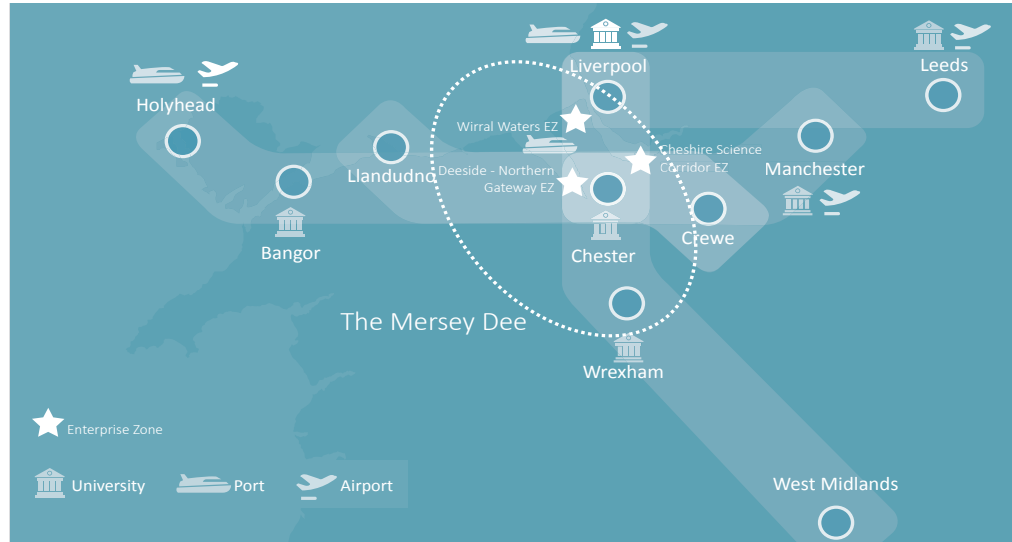 Liverpool
Leeds
Holyhead
Wirral Waters EZ
Cheshire Science
Corridor EZ
Llandudno
Deeside - Northern
Gateway EZ
Manchester
Bangor
Chester
Crewe
The Mersey Dee
Wrexham
Enterprise Zone
University
Port
Airport
West Midlands